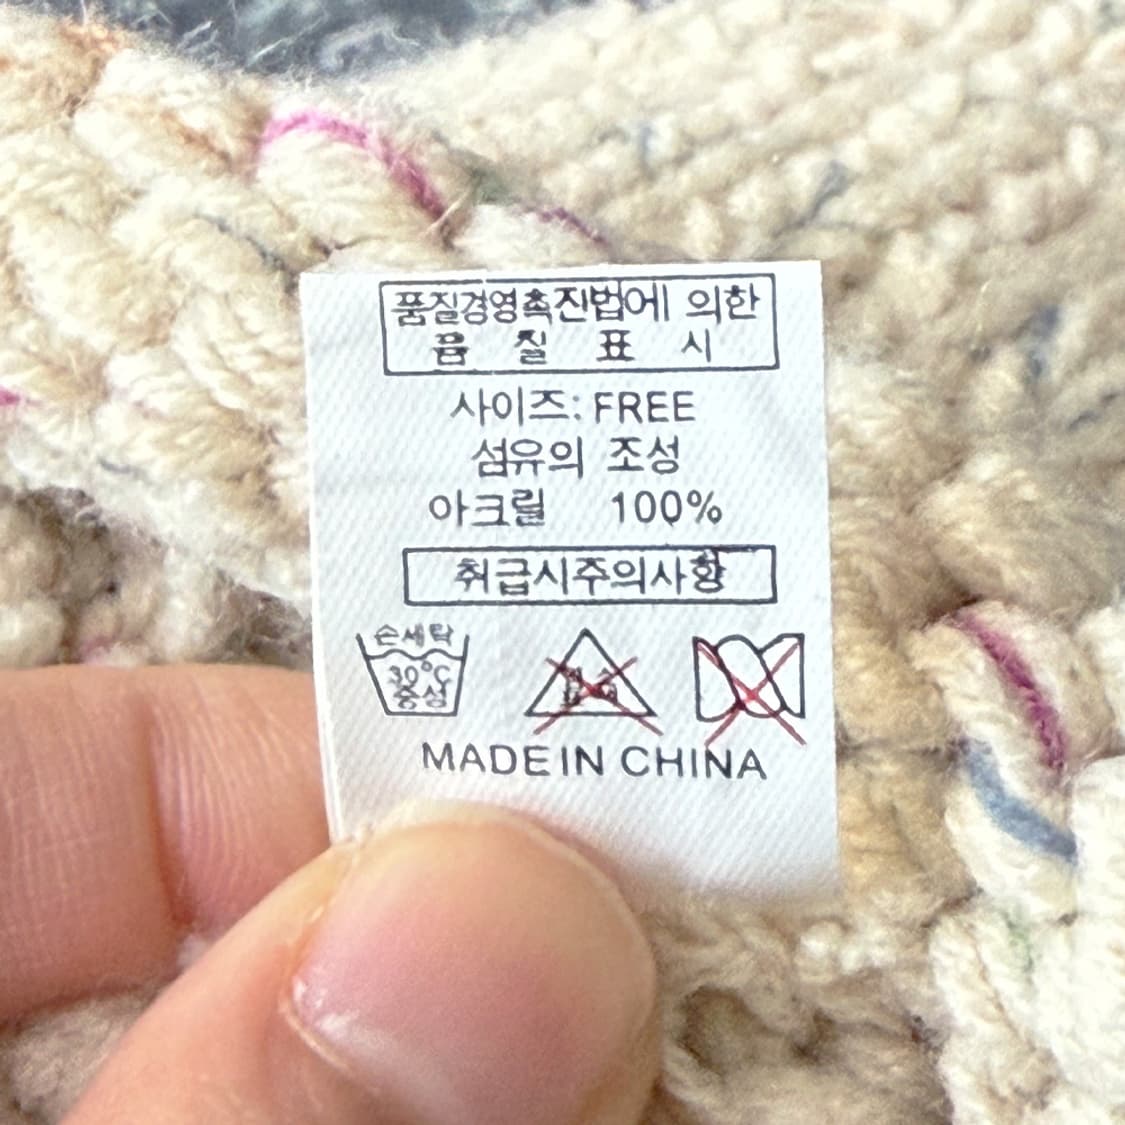 품질경영촉진법에 의한
품 질 표 시
사이즈: FREE
섬유의 조성
아크릴 100%
취급시주의사항
손세탁
30°C
중성
MADE IN CHINA